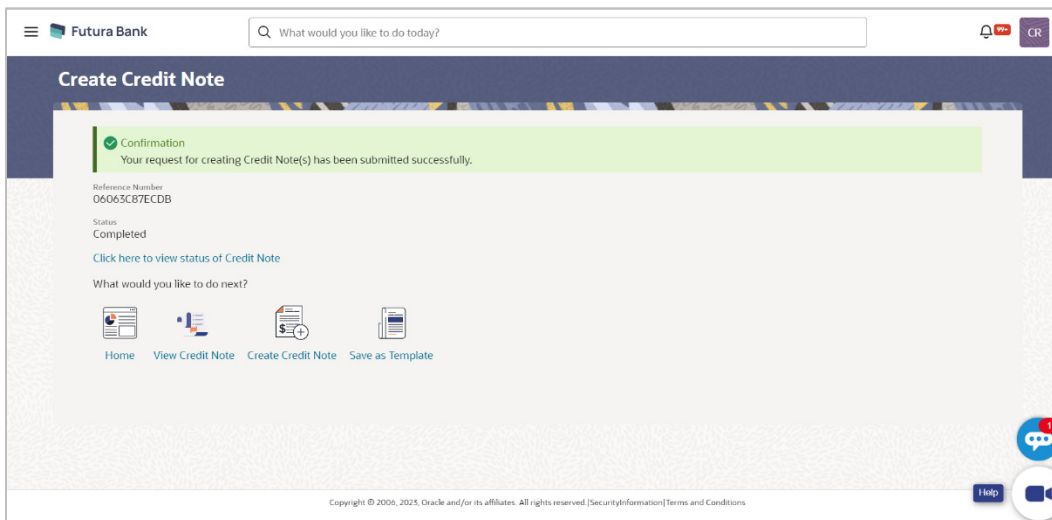 Futura Bank
What would you like to do today?
99+
CR
Create Credit Note
Confirmation
Your request for creating Credit Note(s) has been submitted successfully.
Reference Number
06063C87ECDB
Status
Completed
Click here to view status of Credit Note
What would you like to do next?
$
Home View Credit Note Create Credit Note Save as Template
1
Help
Copyright © 2006, 2023, Oracle and/or its affiliates. All rights reserved.|SecurityInformation|Terms and Conditions